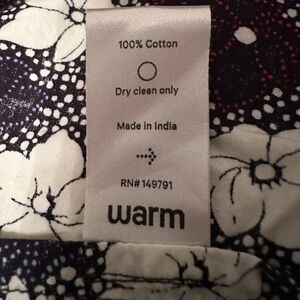 100% Cotton
Dry clean only
Made in India
RN# 149791
warm